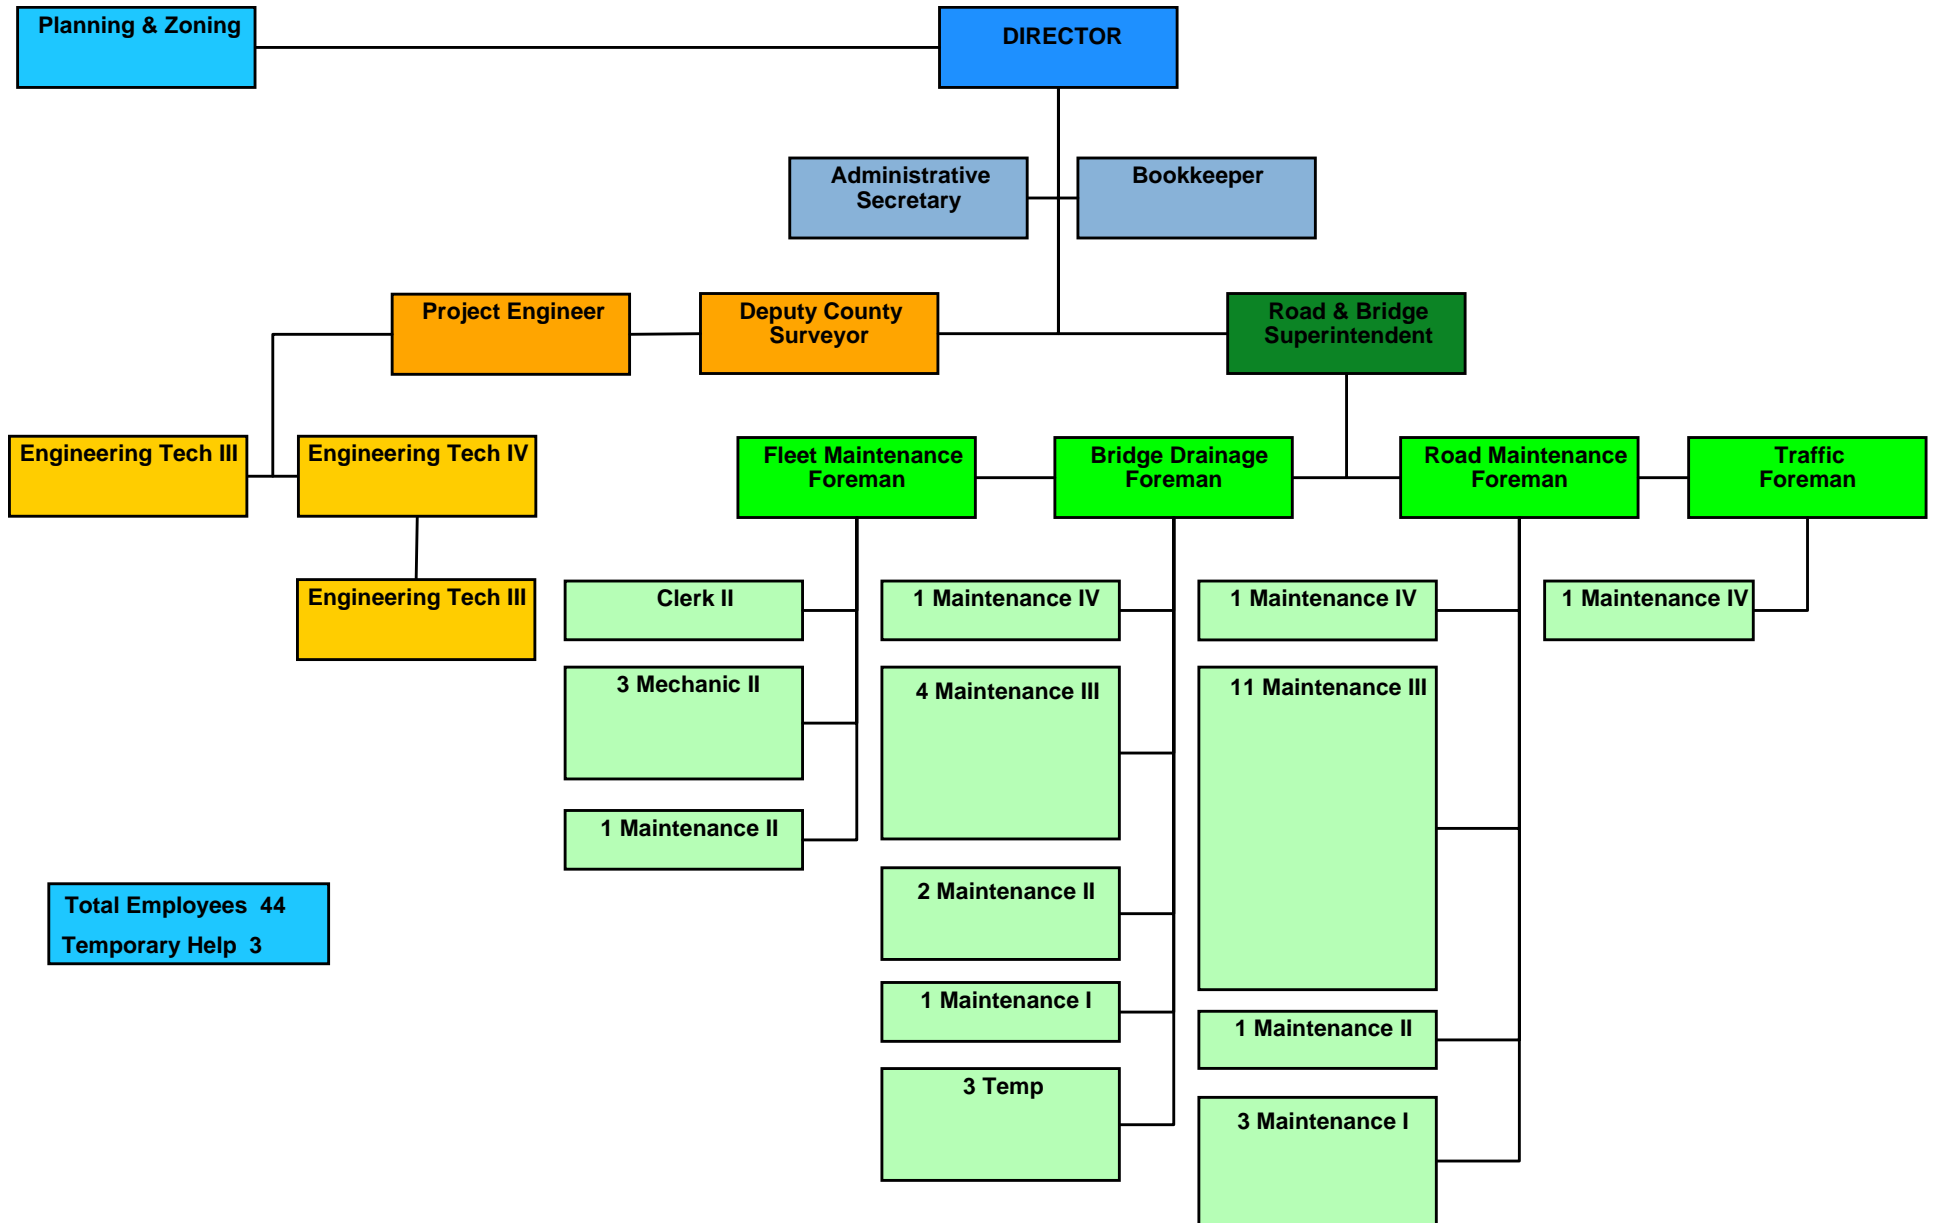 Planning & Zoning
DIRECTOR
Administrative
Secretary
Bookkeeper
Project Engineer
Deputy County
Surveyor
Road & Bridge
Superintendent
Engineering Tech III
Engineering Tech IV
Fleet Maintenance
Foreman
Bridge Drainage
Foreman
Road Maintenance
Foreman
Traffic
Foreman
Engineering Tech III
Clerk II
1 Maintenance IV
1 Maintenance IV
1 Maintenance IV
3 Mechanic II
4 Maintenance III
11 Maintenance III
1 Maintenance II
2 Maintenance II
Total Employees 44
Temporary Help 3
1 Maintenance I
1 Maintenance II
3 Temp
3 Maintenance I